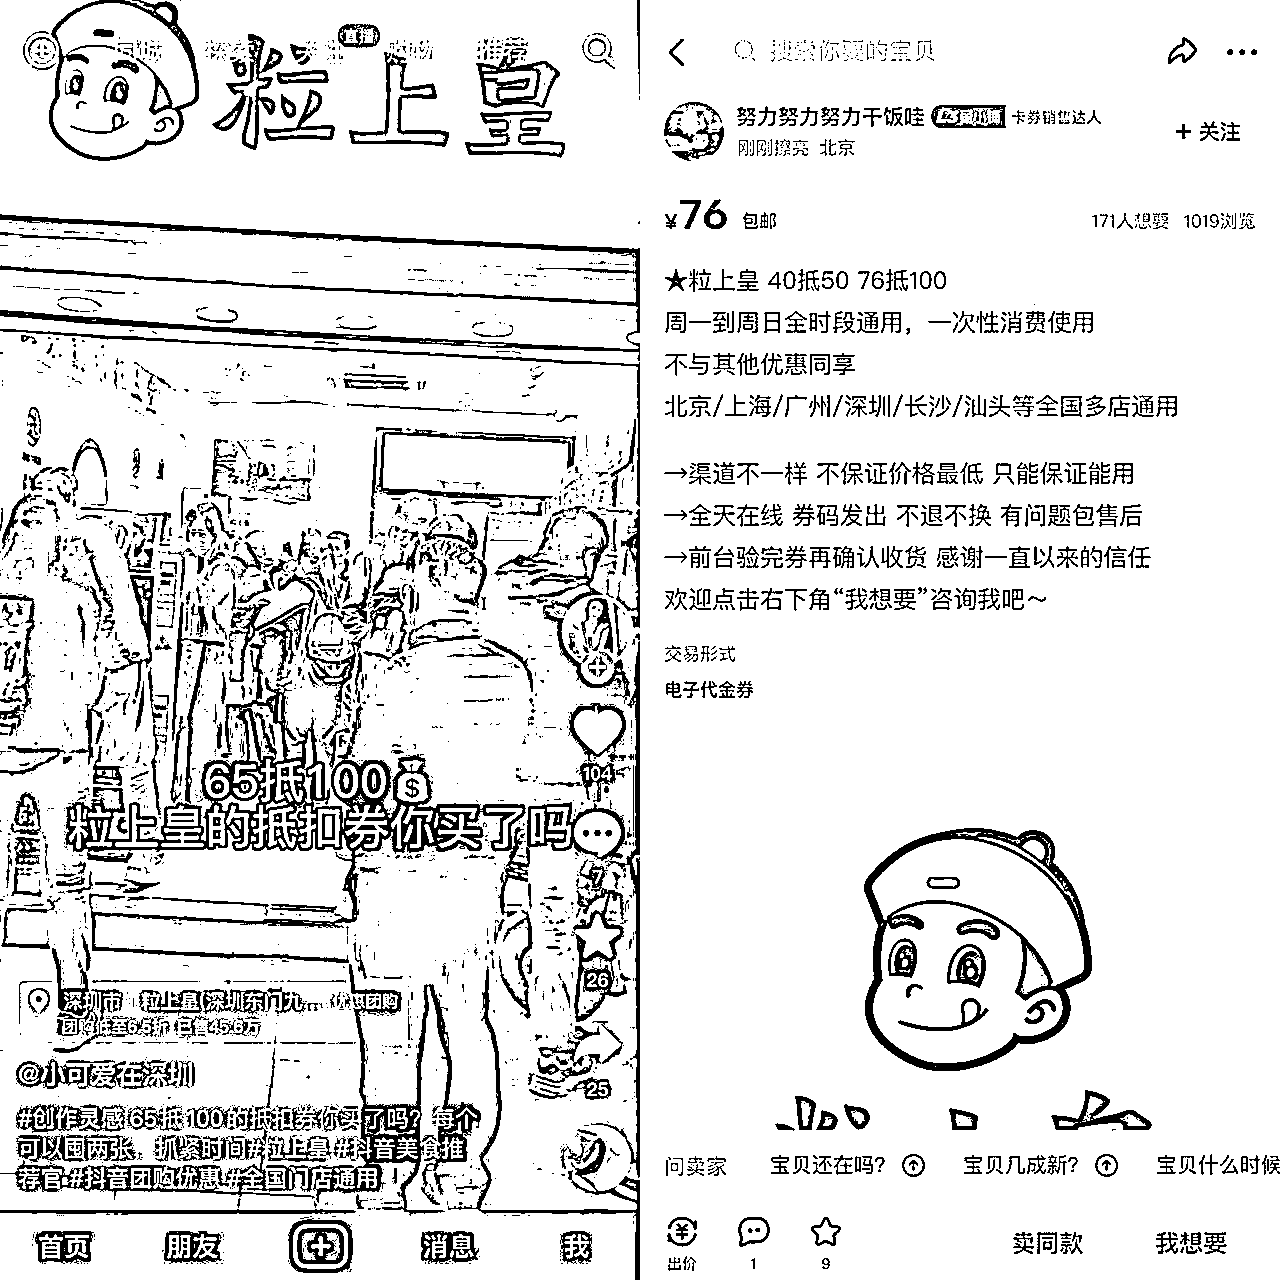 直播
推荐
粒上皇
65抵100
粒上皇的抵扣券你买了吗
104
26
25
深圳市 粒上皇(深圳东门九... 优惠团购
团购低至6.5折 已售45.6万
@小可爱在深圳
#创作灵感 65抵100的抵扣券你买了吗？每个
可以囤两张。抓紧时间#粒上皇 #抖音美食推
荐官 #抖音团购优惠 #全国门店通用
首页
朋友
消息
我
搜索你要的宝贝
努力努力努力干饭哇
卡券销售达人
+ 关注
刚刚擦亮 北京
¥76 包邮
171人想要 1019浏览
★粒上皇 40抵50 76抵100
周一到周日全时段通用，一次性消费使用
不与其他优惠同享
北京/上海/广州/深圳/长沙/汕头等全国多店通用
→渠道不一样 不保证价格最低 只能保证能用
→全天在线 券码发出 不退不换 有问题包售后
→前台验完券再确认收货 感谢一直以来的信任
欢迎点击右下角“我想要”咨询我吧～
交易形式
电子代金券
问卖家
宝贝还在吗？
宝贝几成新？
宝贝什么时候
出价
1
9
卖同款
我想要